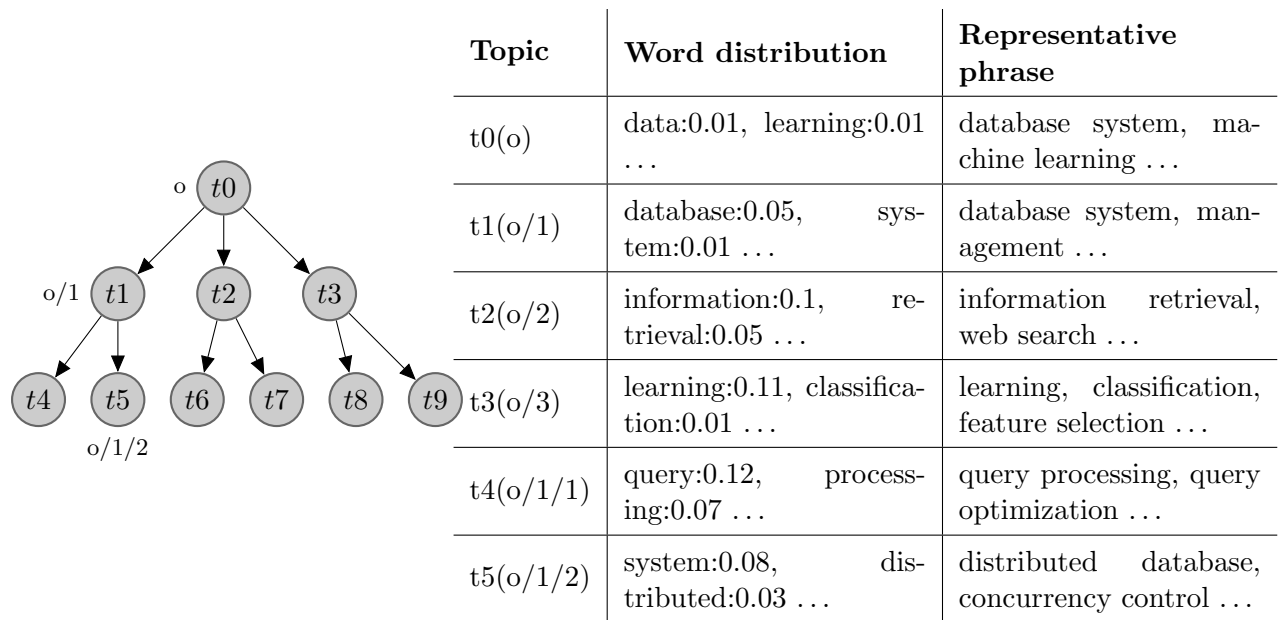 o t0
o/1 t1 t2 t3
t4 t5 t6 t7 t8 t9
o/1/2
Topic Word distribution Representative
phrase
t0(o) data:0.01, learning:0.01 database system, ma-
... chine learning ...
t1(o/1) database:0.05, sys- database system, man-
tem:0.01 ... agement ...
t2(o/2) information:0.1, re- information retrieval,
trieval:0.05 ... web search ...
t3(o/3) learning:0.11, classifica- learning, classification,
tion:0.01 ... feature selection ...
t4(o/1/1) query:0.12, process- query processing, query
ing:0.07 ... optimization ...
t5(o/1/2) system:0.08, dis- distributed database,
tributed:0.03 ... concurrency control ...